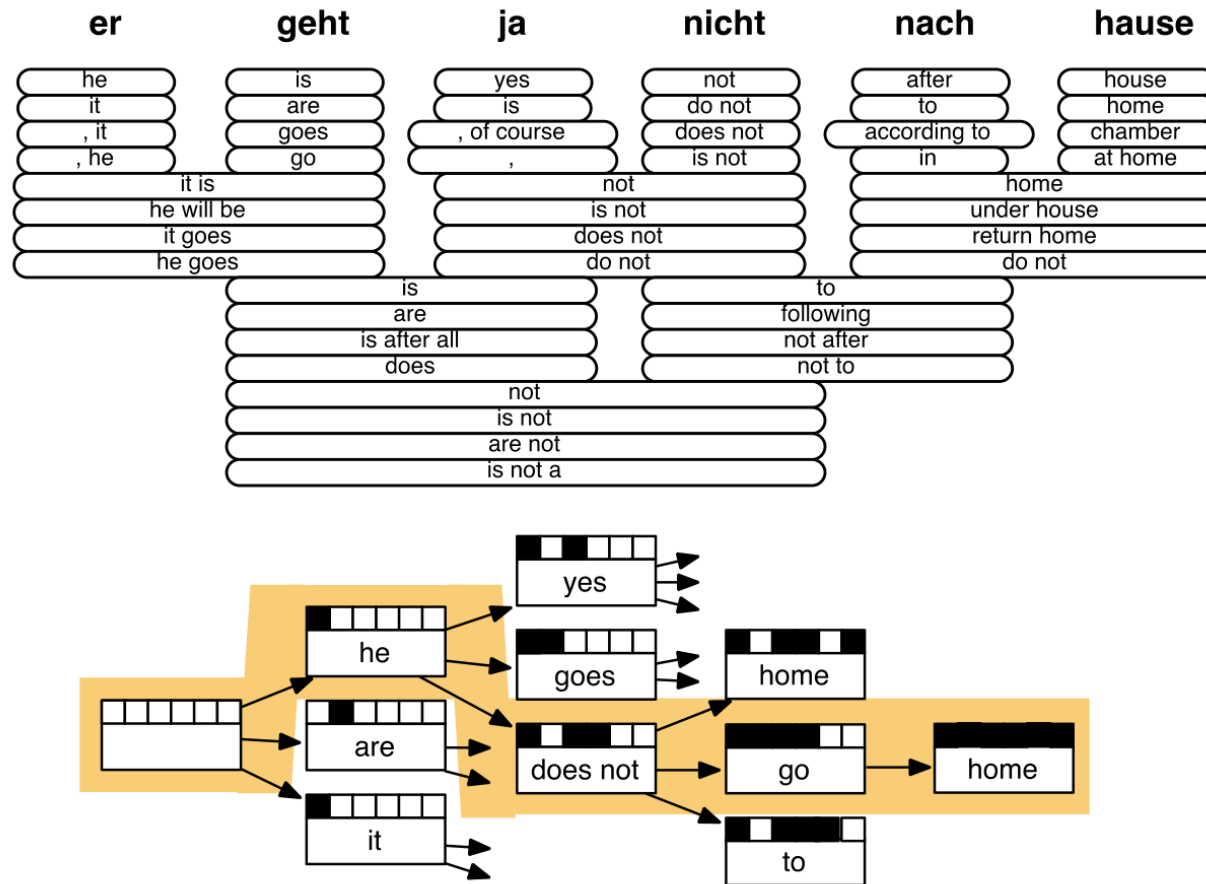 er geht ja nicht nach hause
he is yes not after house
it are is do not to home
, it goes , of course does not according to chamber
, he go , is not in at home
it is not home
he will be is not under house
it goes does not return home
he goes do not do not
is to
are following
is after all not after
does not to
not
is not
are not
is not a
yes
he goes home
are does not go home
it to